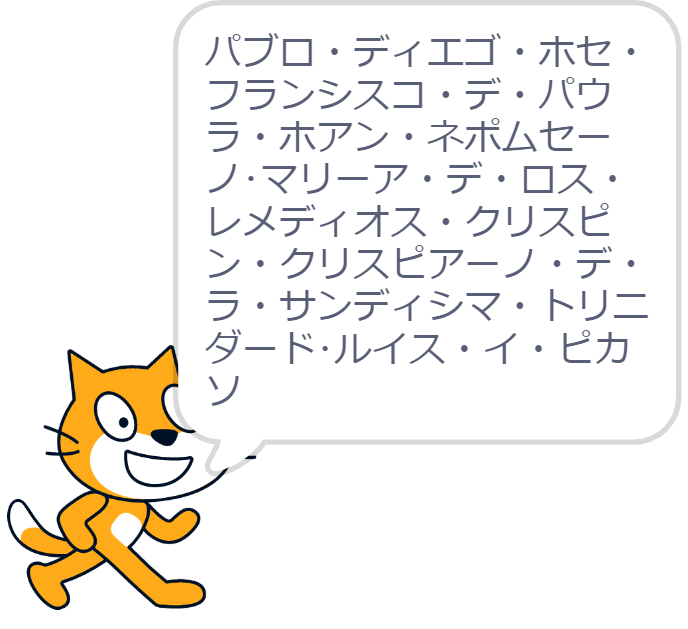 パブロ・ディエゴ・ホセ・
フランシスコ・デ・パウ
ラ・ホアン・ネポムセー
ノ･マリーア・デ・ロス・
レメディオス・クリスピ
ン・クリスピアーノ・デ・
ラ・サンディシマ・トリニ
ダード･ルイス・イ・ピカ
ソ